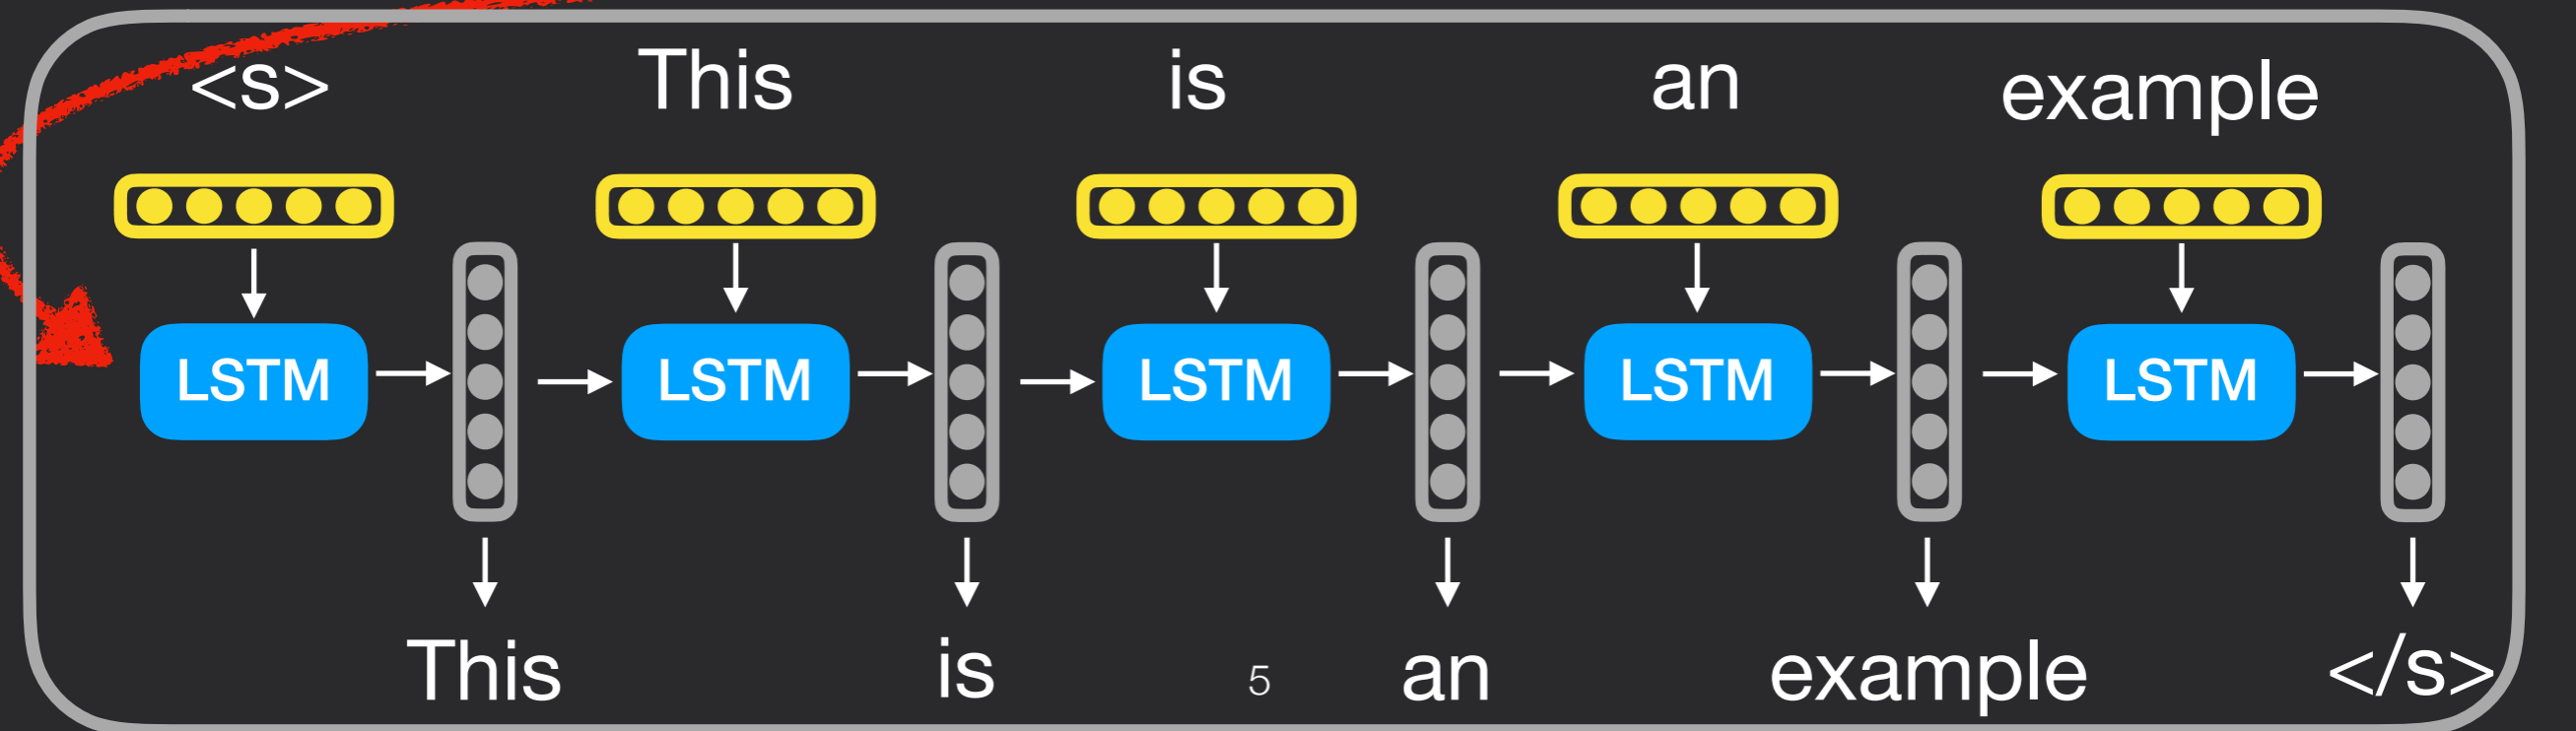 <s> This is an example
LSTM LSTM LSTM LSTM LSTM
This is an example </s>
5